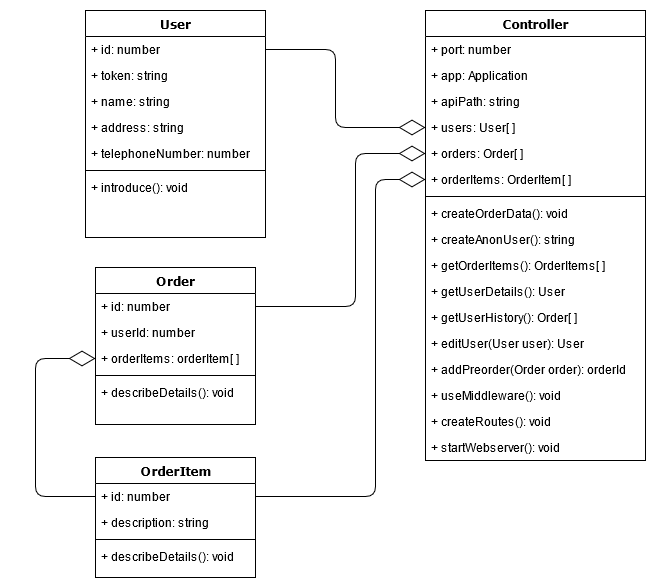 User
+ id: number
+ token: string
+ name: string
+ address: string
+ telephoneNumber: number
+ introduce(): void
Order
+ id: number
+ userId: number
+ orderItems: orderItem[ ]
+ describeDetails(): void
OrderItem
+ id: number
+ description: string
+ describeDetails(): void
Controller
+ port: number
+ app: Application
+ apiPath: string
+ users: User[ ]
+ orders: Order[ ]
+ orderItems: OrderItem[ ]
+ createOrderData(): void
+ createAnonUser(): string
+ getOrderItems(): OrderItems[ ]
+ getUserDetails(): User
+ getUserHistory(): Order[ ]
+ editUser(User user): User
+ addPreorder(Order order): orderId
+ useMiddleware(): void
+ createRoutes(): void
+ startWebserver(): void